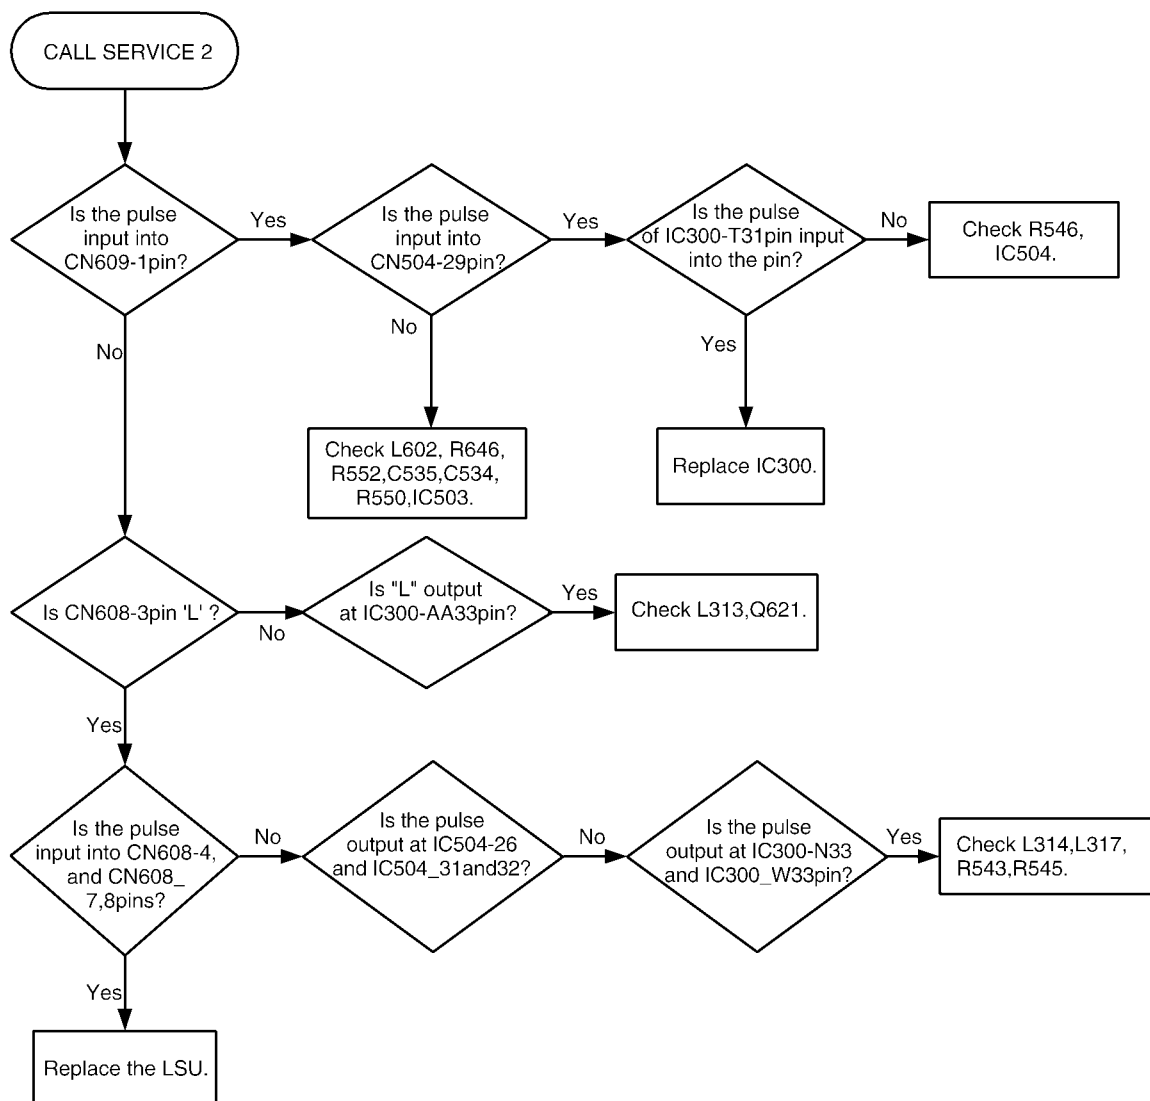 CALL SERVICE 2
Is the pulse
input into
CN609-1pin?
Yes
Is the pulse
input into
CN504-29pin?
Yes
Is the pulse
of IC300-T31pin input
into the pin?
No
Check R546,
IC504.
No
No
Yes
Check L602, R646,
R552,C535,C534,
R550,IC503.
Replace IC300.
Is CN608-3pin 'L' ?
No
Is "L" output
at IC300-AA33pin?
Yes
Check L313,Q621.
Yes
Is the pulse
input into CN608-4,
and CN608_
7,8pins?
No
Is the pulse
output at IC504-26
and IC504_31and32?
No
Is the pulse
output at IC300-N33
and IC300_W33pin?
Yes
Check L314,L317,
R543,R545.
Yes
Replace the LSU.